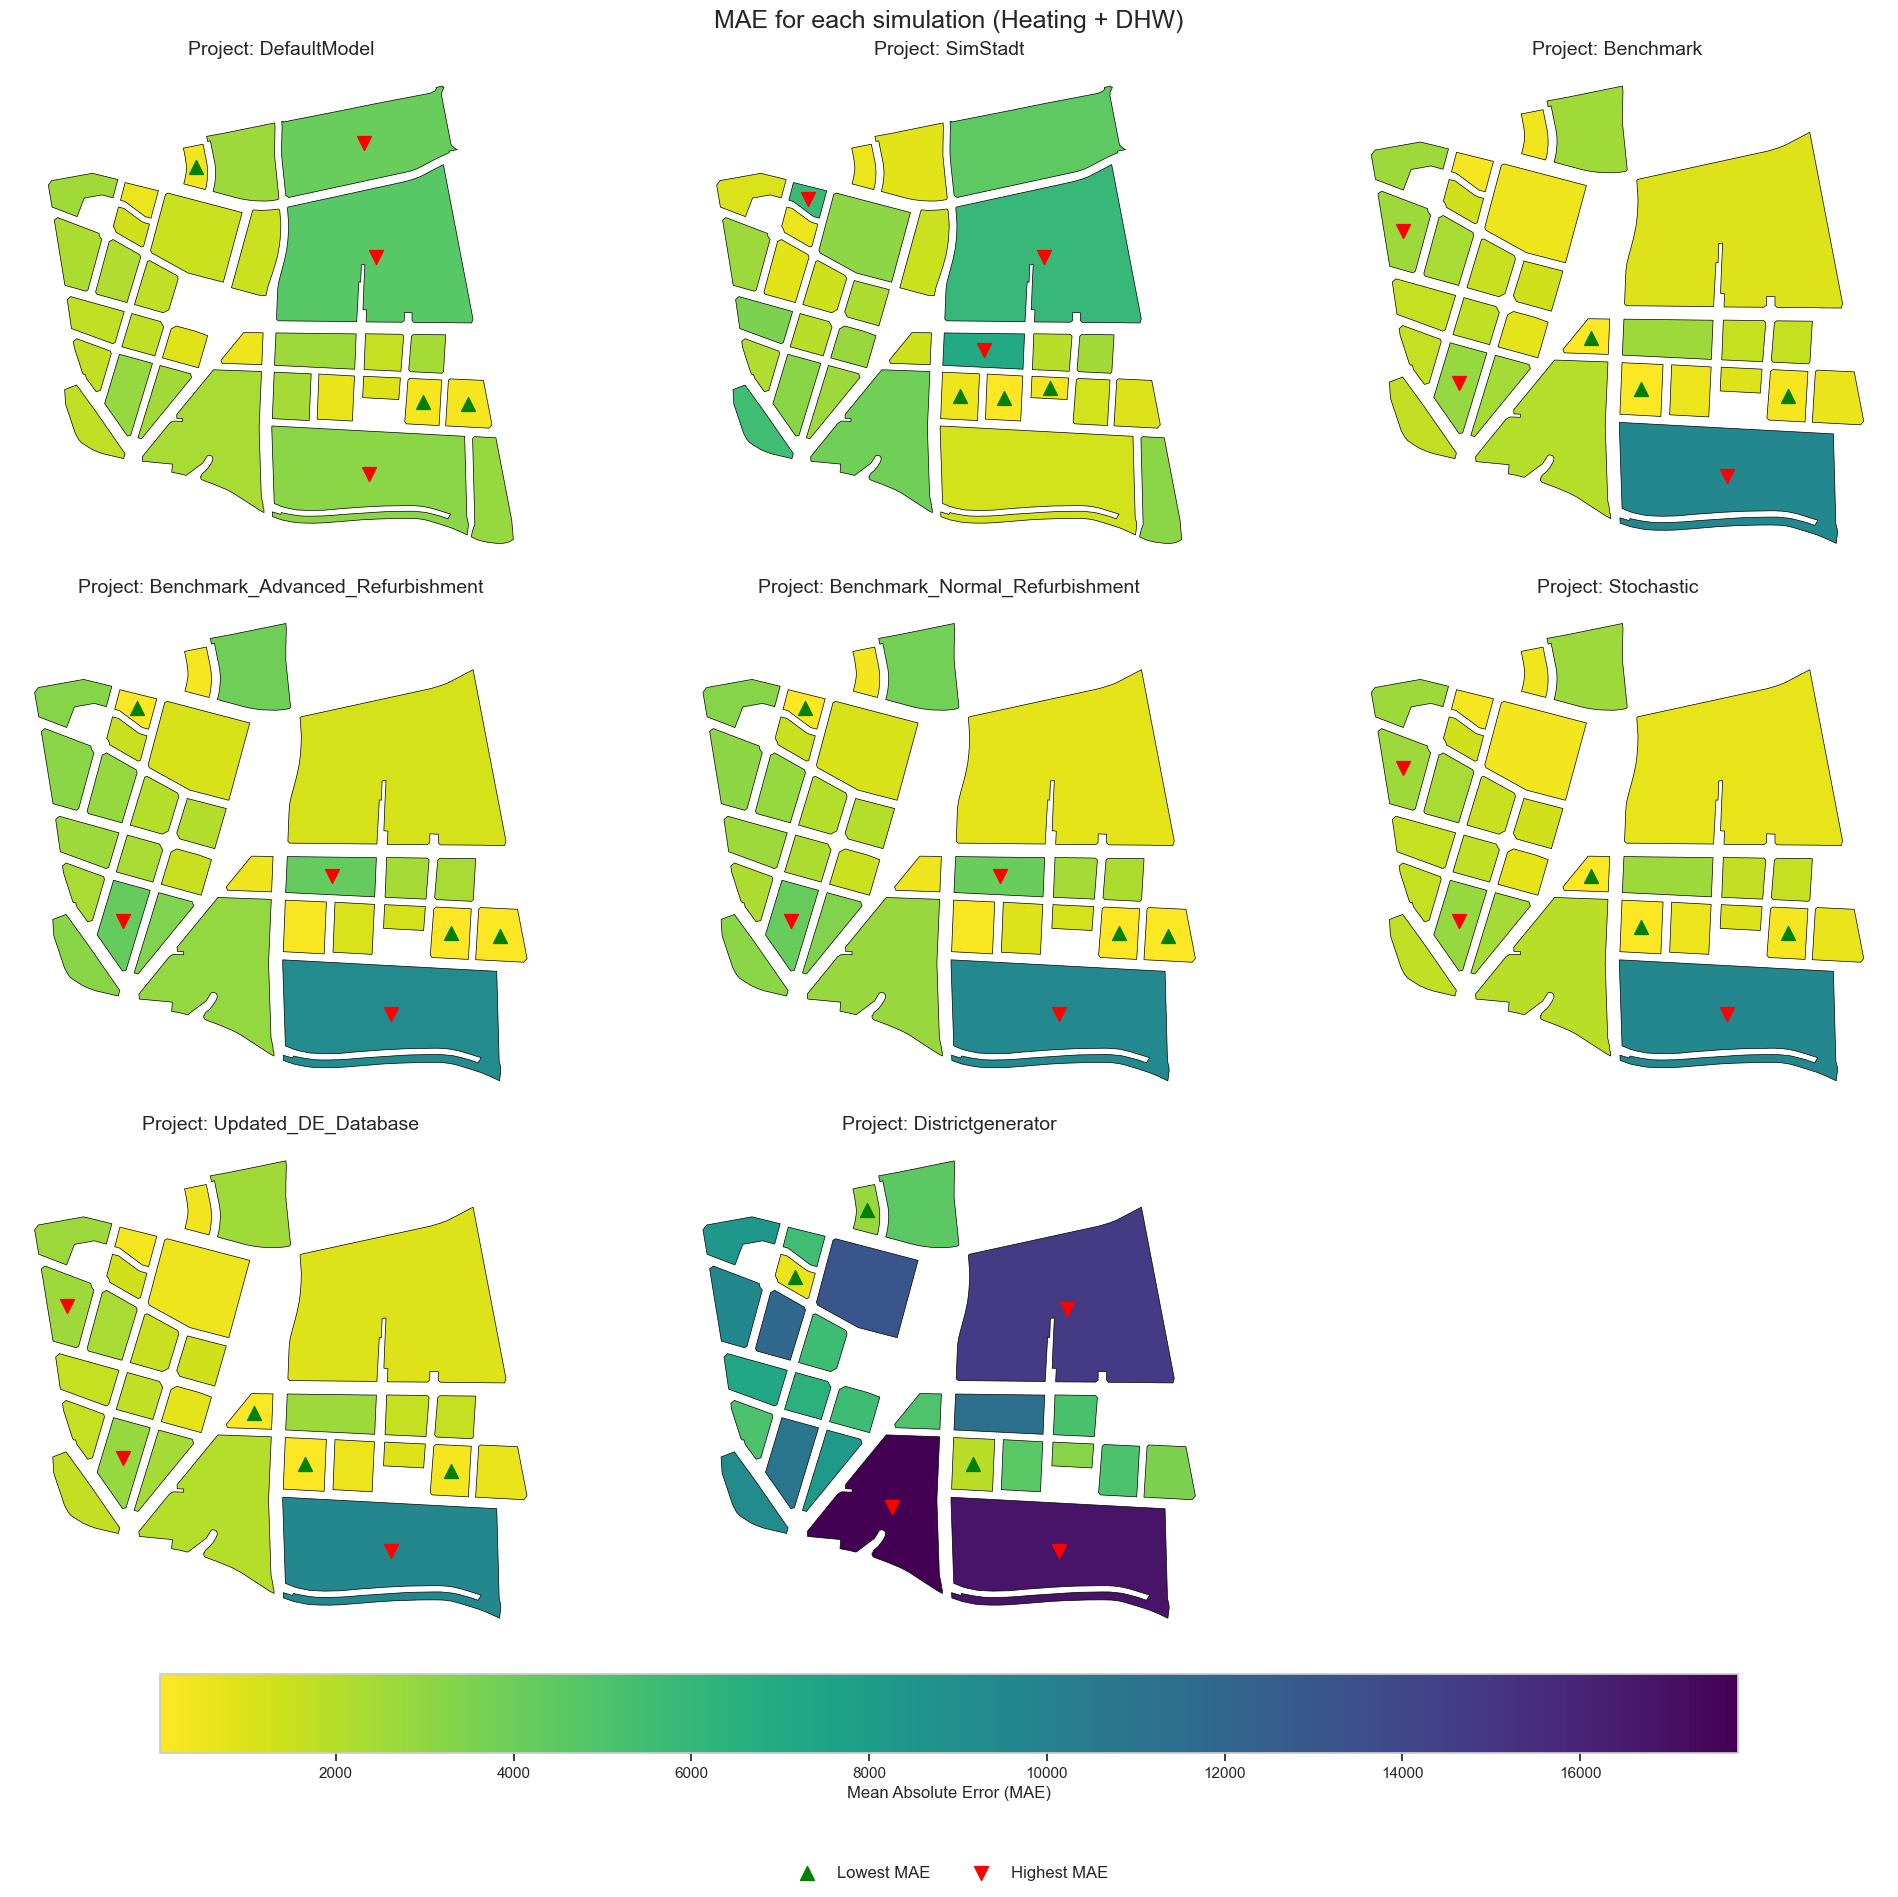 MAE for each simulation (Heating + DHW)
Project: DefaultModel
Project: SimStadt
Project: Benchmark
Project: Benchmark_Advanced_Refurbishment
Project: Benchmark_Normal_Refurbishment
Project: Stochastic
Project: Updated_DE_Database
Project: Districtgenerator
2000 4000 6000 8000 10000 12000 14000 16000
Mean Absolute Error (MAE)
Lowest MAE
Highest MAE